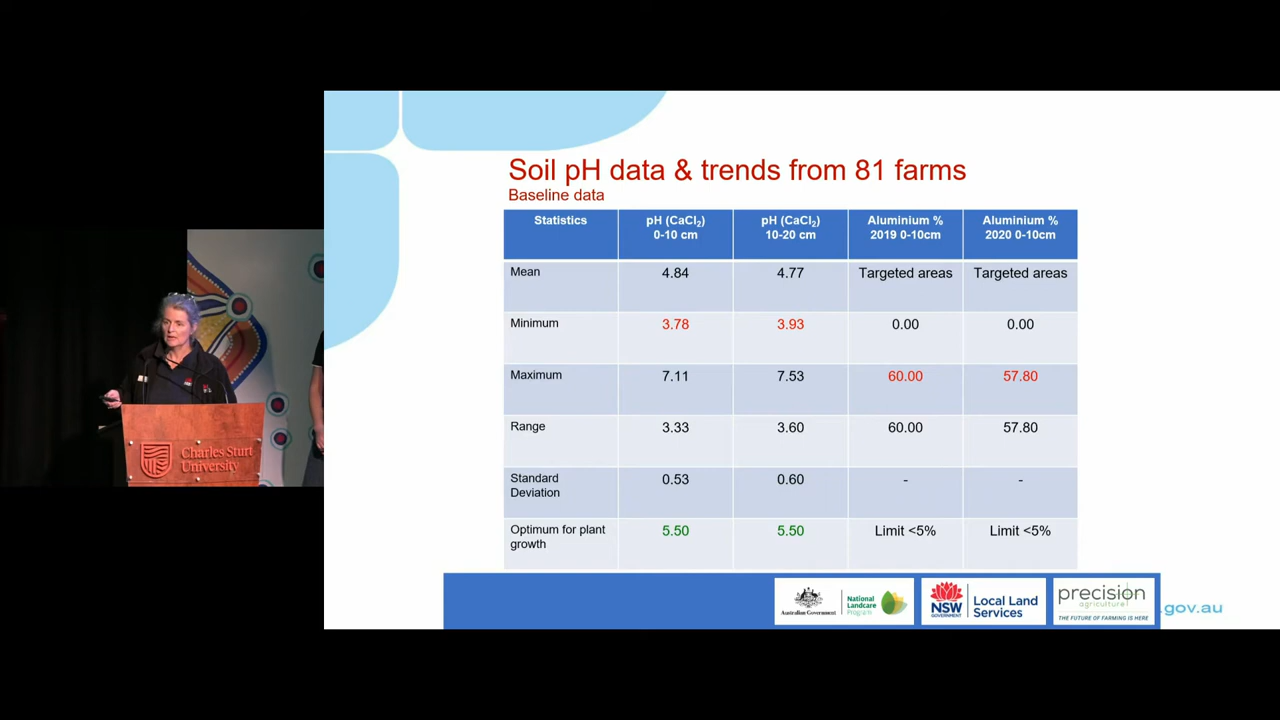 Soil pH data & trends from 81 farms
Baseline data
Statistics
pH (CaCl₂)
0-10 cm
pH (CaCl₂)
10-20 cm
Aluminium %
2019 0-10cm
Aluminium %
2020 0-10cm
Mean
4.84
4.77
Targeted areas
Targeted areas
Minimum
3.78
3.93
0.00
0.00
Maximum
7.11
7.53
60.00
57.80
Range
3.33
3.60
60.00
57.80
Standard
Deviation
0.53
0.60
-
-
Optimum for plant
growth
5.50
5.50
Limit <5%
Limit <5%
Charles Sturt
University
Australian Government
National
Landcare
Program
NSW
GOVERNMENT
Local Land
Services
precision
agriculture
THE FUTURE OF FARMING IS HERE
.gov.au